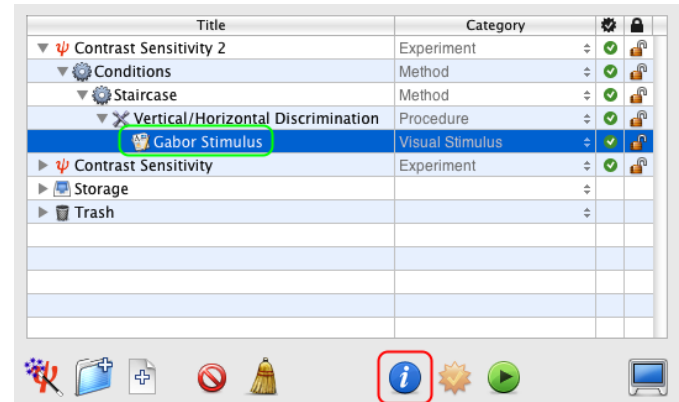 Title Category
ψ Contrast Sensitivity 2 Experiment
Conditions Method
Staircase Method
Vertical/Horizontal Discrimination Procedure
Gabor Stimulus Visual Stimulus
ψ Contrast Sensitivity Experiment
Storage
Trash
i